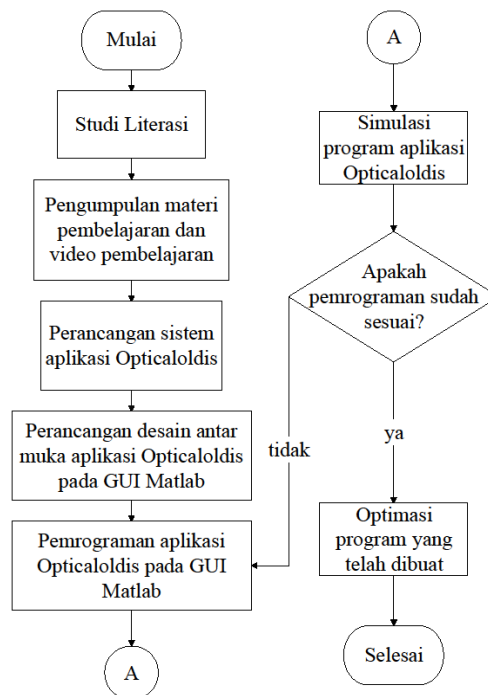 Mulai
Studi Literasi
Pengumpulan materi
pembelajaran dan
video pembelajaran
Perancangan sistem
aplikasi Opticaloldis
Perancangan desain antar
muka aplikasi Opticaloldis
pada GUI Matlab
Pemrograman aplikasi
Opticaloldis pada GUI
Matlab
A
A
Simulasi
program aplikasi
Opticaloldis
Apakah
pemrograman sudah
sesuai?
tidak
ya
Optimasi
program yang
telah dibuat
Selesai